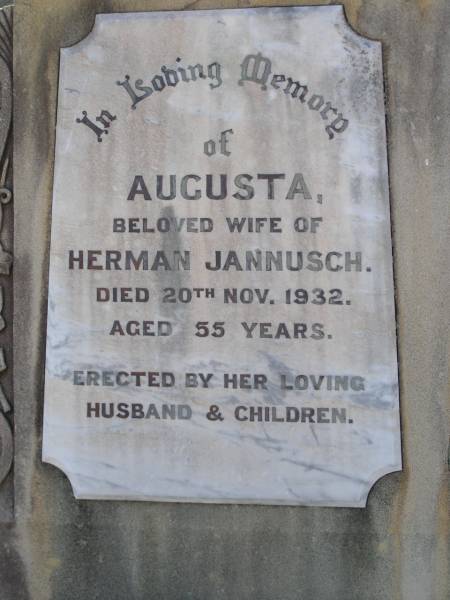 In Loving Memory
of
AUGUSTA,
BELOVED WIFE OF
HERMAN JANNUSCH.
DIED 20TH NOV. 1932.
AGED 55 YEARS.
ERECTED BY HER LOVING
HUSBAND & CHILDREN.